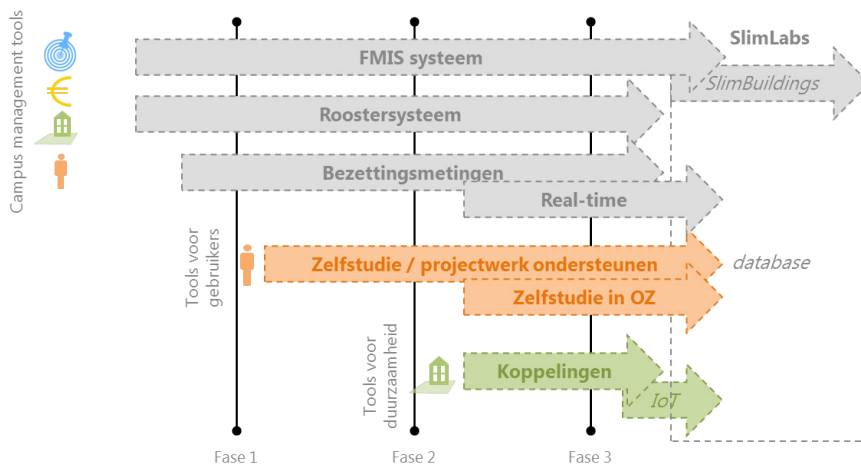 Campus management tools
FMIS systeem
SlimLabs
SlimBuildings
Roostersysteem
Bezettingsmetingen
Real-time
Tools voor
gebruikers
Zelfstudie / projectwerk ondersteunen
database
Zelfstudie in OZ
Tools voor
duurzaamheid
Koppelingen
IoT
Fase 1
Fase 2
Fase 3